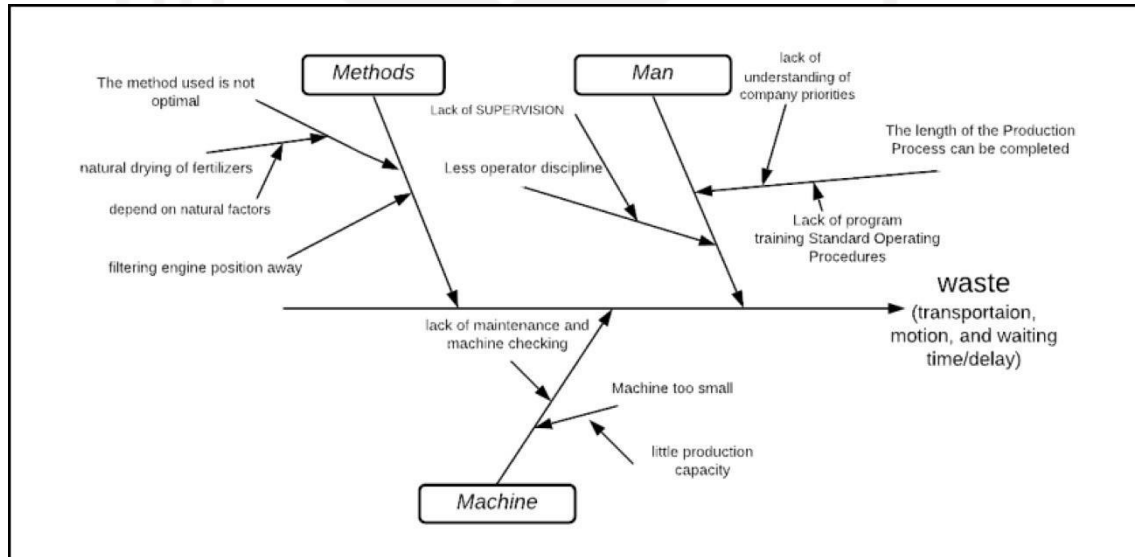 Methods
The method used is not
optimal
natural drying of fertilizers
depend on natural factors
filtering engine position away
Man
Lack of SUPERVISION
Less operator discipline
lack of
understanding of
company priorities
The length of the Production
Process can be completed
Lack of program
training Standard Operating
Procedures
waste
(transportaion,
motion, and waiting
time/delay)
lack of maintenance and
machine checking
Machine too small
little production
capacity
Machine